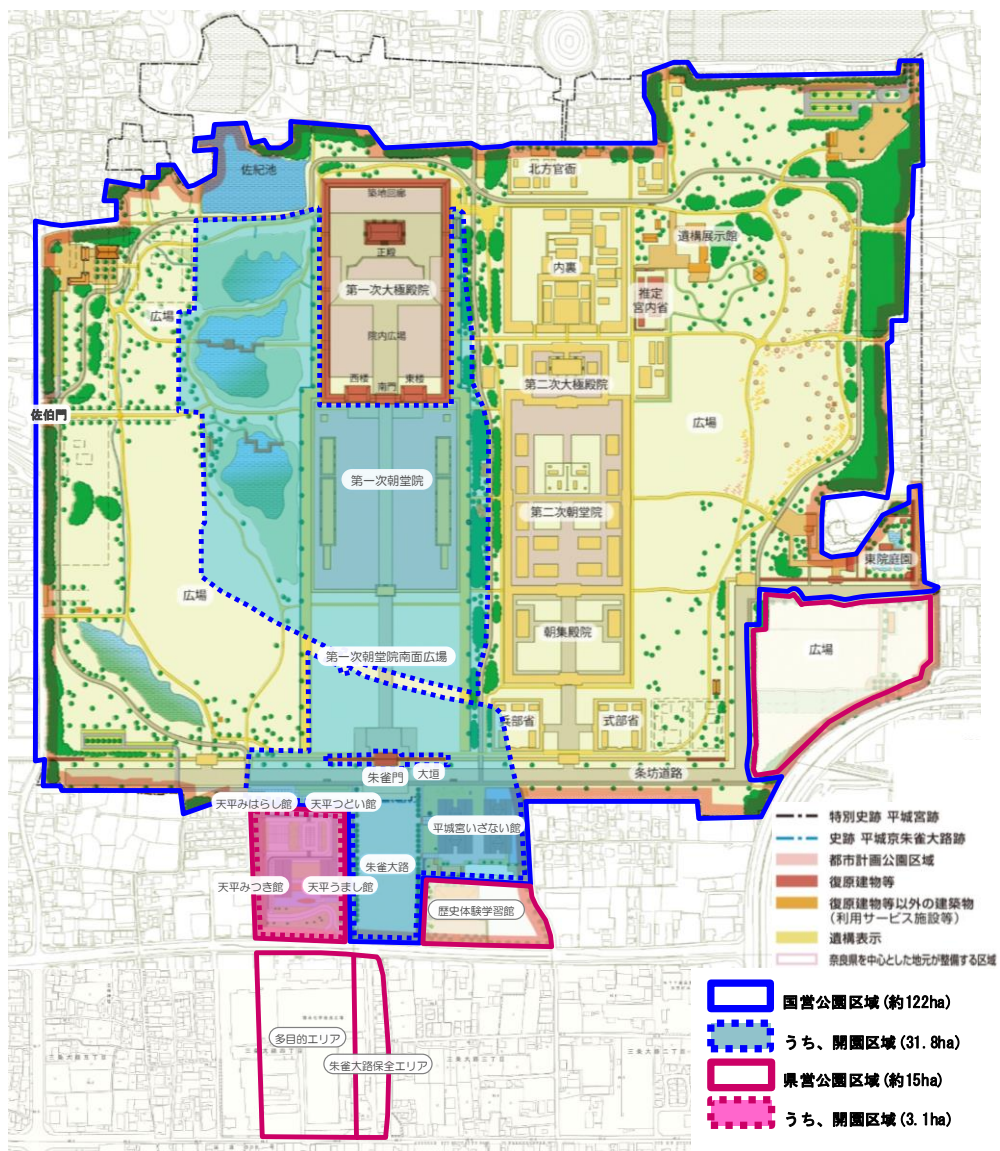 佐紀池
北方官衙
築地回廊
正殿
遺構展示館
内裏
第一次大極殿院
推定
宮内省
広場
院内広場
第二次大極殿院
西楼
南門
東楼
佐伯門
広場
第一次朝堂院
第二次朝堂院
東院庭園
広場
朝集殿院
広場
第一次朝堂院南面広場
兵部省
式部省
朱雀門
大垣
条坊道路
天平みはらし館
天平つどい館
平城宮いざない館
朱雀大路
天平みつき館
天平うまし館
歴史体験学習館
多目的エリア
朱雀大路保全エリア
三条大路四丁目
三条大路二丁目
特別史跡 平城宮跡
史跡 平城京朱雀大路跡
都市計画公園区域
復原建物等
復原建物等以外の建築物
(利用サービス施設等)
遺構表示
奈良県を中心とした地元が整備する区域
国営公園区域(約122ha)
うち、開園区域(31.8ha)
県営公園区域(約15ha)
うち、開園区域(3.1ha)